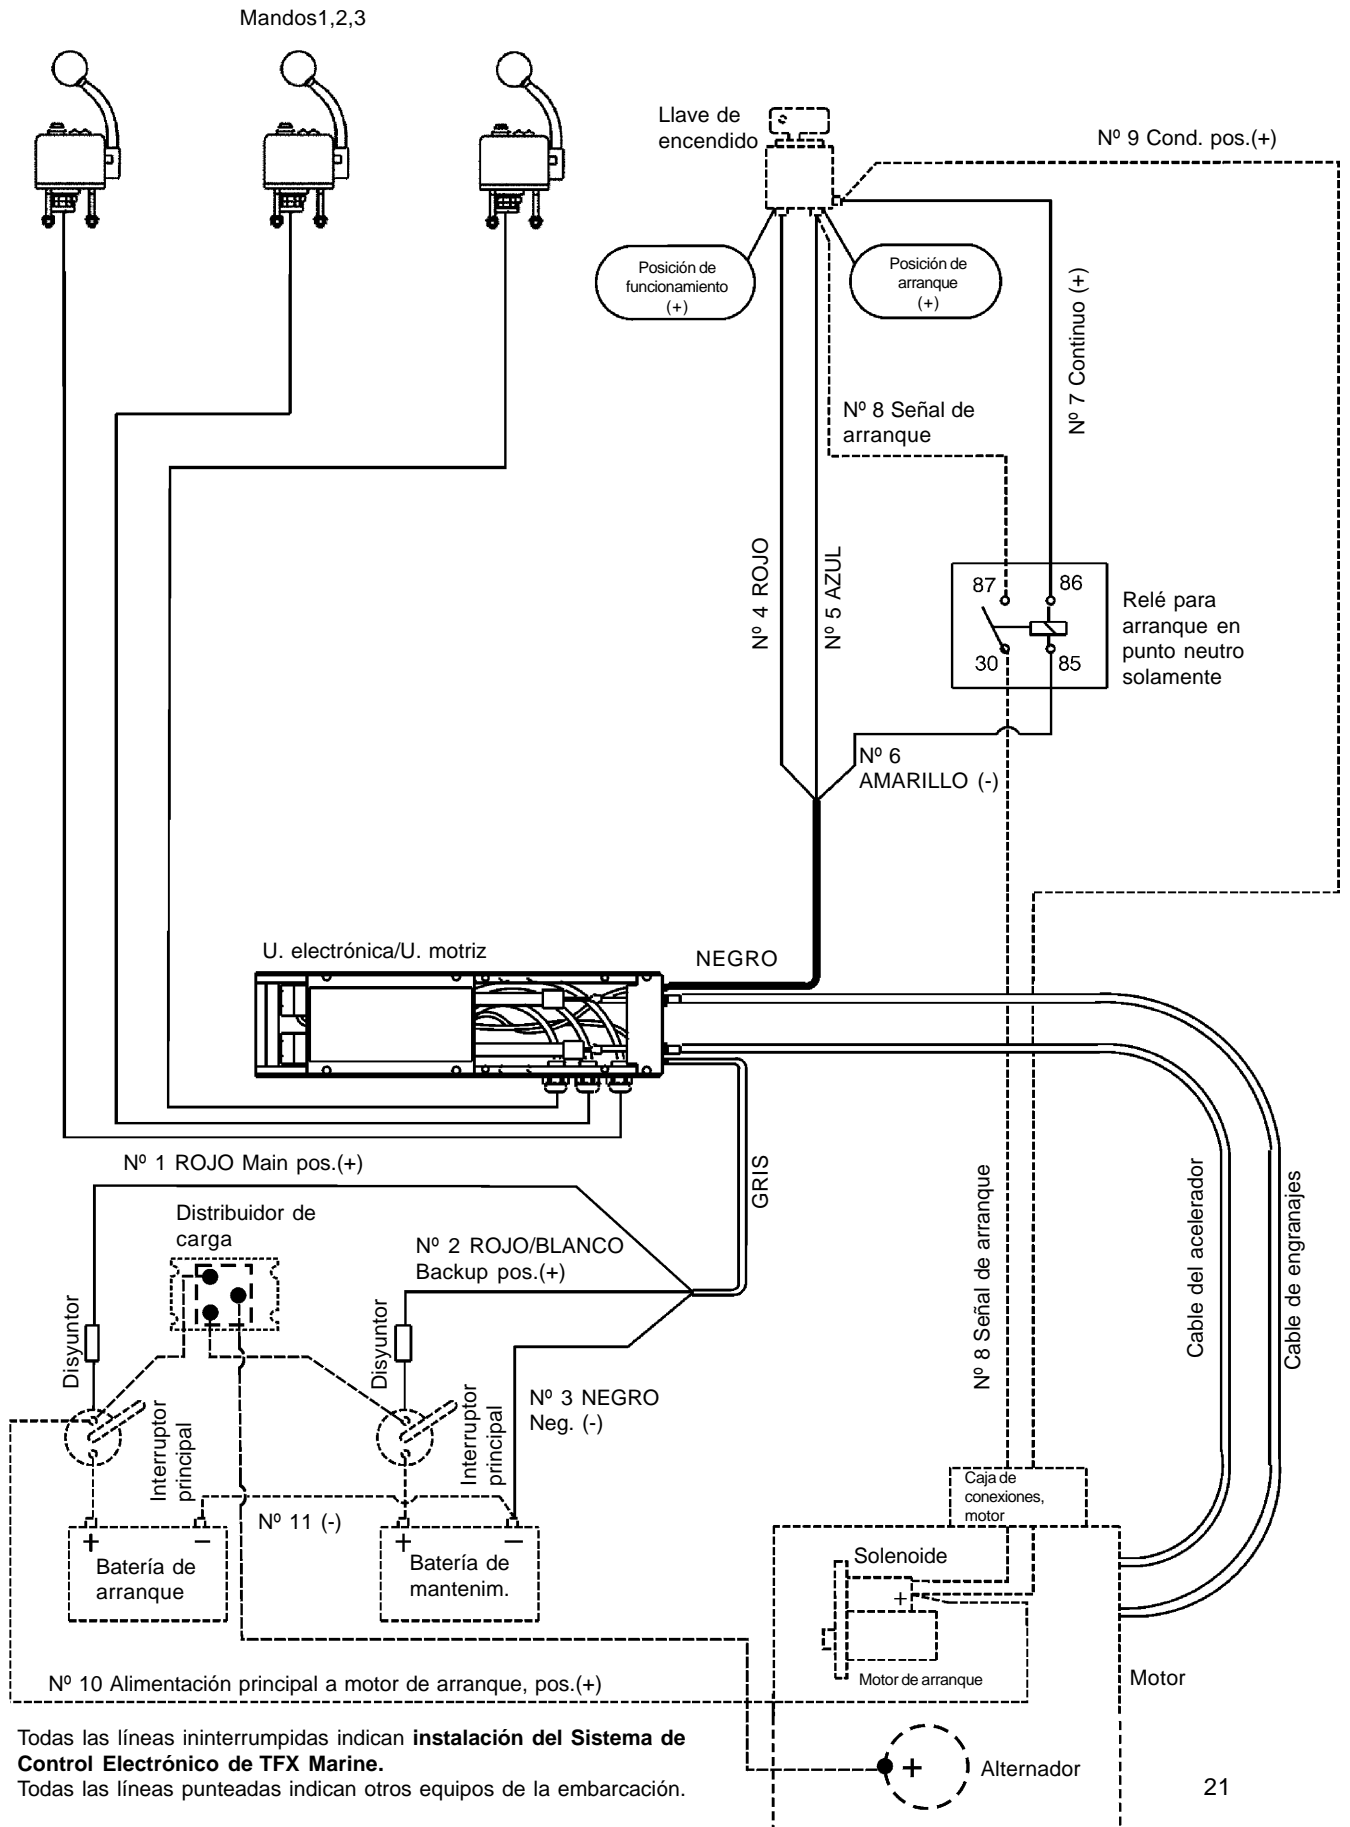 Mandos1,2,3
Llave de
encendido
Nº 9 Cond. pos.(+)
Posición de
funcionamiento
(+)
Posición de
arranque
(+)
Nº 7 Continuo (+)
Nº 8 Señal de
arranque
Nº 4 ROJO
Nº 5 AZUL
87
86
30
85
Relé para
arranque en
punto neutro
solamente
Nº 6
AMARILLO (-)
U. electrónica/U. motriz
NEGRO
Nº 1 ROJO Main pos.(+)
GRIS
Distribuidor de
carga
Nº 2 ROJO/BLANCO
Backup pos.(+)
Nº 8 Señal de arranque
Cable del acelerador
Cable de engranajes
Disyuntor
Disyuntor
Nº 3 NEGRO
Neg. (-)
Interruptor
principal
Interruptor
principal
Nº 11 (-)
Caja de
conexiones,
motor
+
−
Batería de
arranque
+
−
Batería de
mantenim.
Solenoide
+
Motor de arranque
Motor
Nº 10 Alimentación principal a motor de arranque, pos.(+)
Todas las líneas ininterrumpidas indican instalación del Sistema de
Control Electrónico de TFX Marine.
Todas las líneas punteadas indican otros equipos de la embarcación.
+
Alternador
21